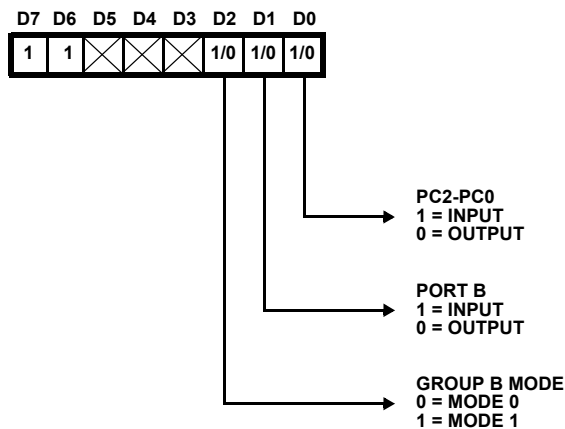 D7 D6 D5 D4 D3 D2 D1 D0
1 1 1/0 1/0 1/0
PC2-PC0
1 = INPUT
0 = OUTPUT
PORT B
1 = INPUT
0 = OUTPUT
GROUP B MODE
0 = MODE 0
1 = MODE 1